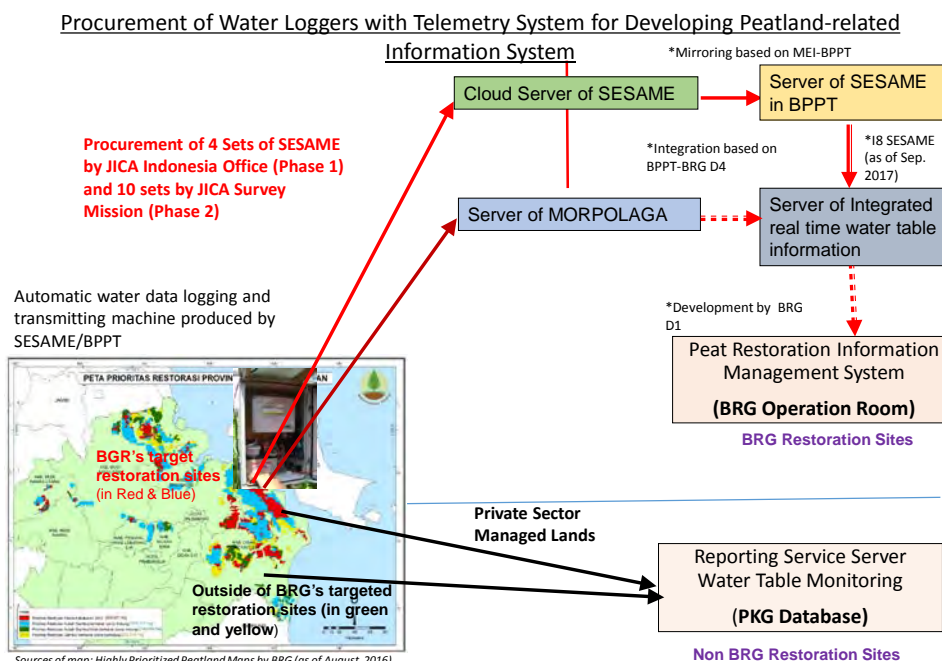 Procurement of Water Loggers with Telemetry System for Developing Peatland-related
Information System
*Mirroring based on MEI-BPPT
Cloud Server of SESAME
Server of SESAME
in BPPT
Procurement of 4 Sets of SESAME
by JICA Indonesia Office (Phase 1)
and 10 sets by JICA Survey
Mission (Phase 2)
*Integration based on
BPPT-BRG D4
*I8 SESAME
(as of Sep.
2017)
Server of MORPOLAGA
Server of Integrated
real time water table
information
Automatic water data logging and
transmitting machine produced by
SESAME/BPPT
*Development by BRG
D1
Peat Restoration Information
Management System
(BRG Operation Room)
BRG Restoration Sites
PETA PRIORITAS RESTORASI PROVIN
AN
BGR's target
restoration sites
(in Red & Blue)
Private Sector
Managed Lands
Outside of BRG's targeted
restoration sites (in green
and yellow)
Reporting Service Server
Water Table Monitoring
(PKG Database)
Non BRG Restoration Sites
Sources of map: Highly Prioritized Peatland Maps by BRG (as of August, 2016)